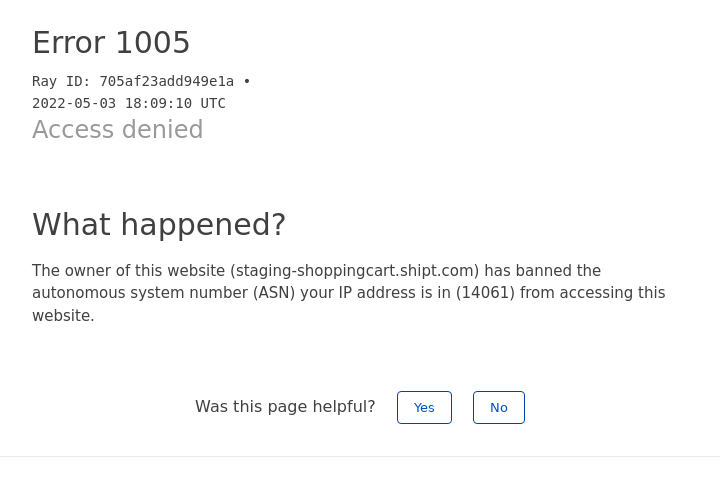 Error 1005
Ray ID: 705af23add949e1a •
2022-05-03 18:09:10 UTC
Access denied
What happened?
The owner of this website (staging-shoppingcart.shipt.com) has banned the
autonomous system number (ASN) your IP address is in (14061) from accessing this
website.
Was this page helpful? Yes No